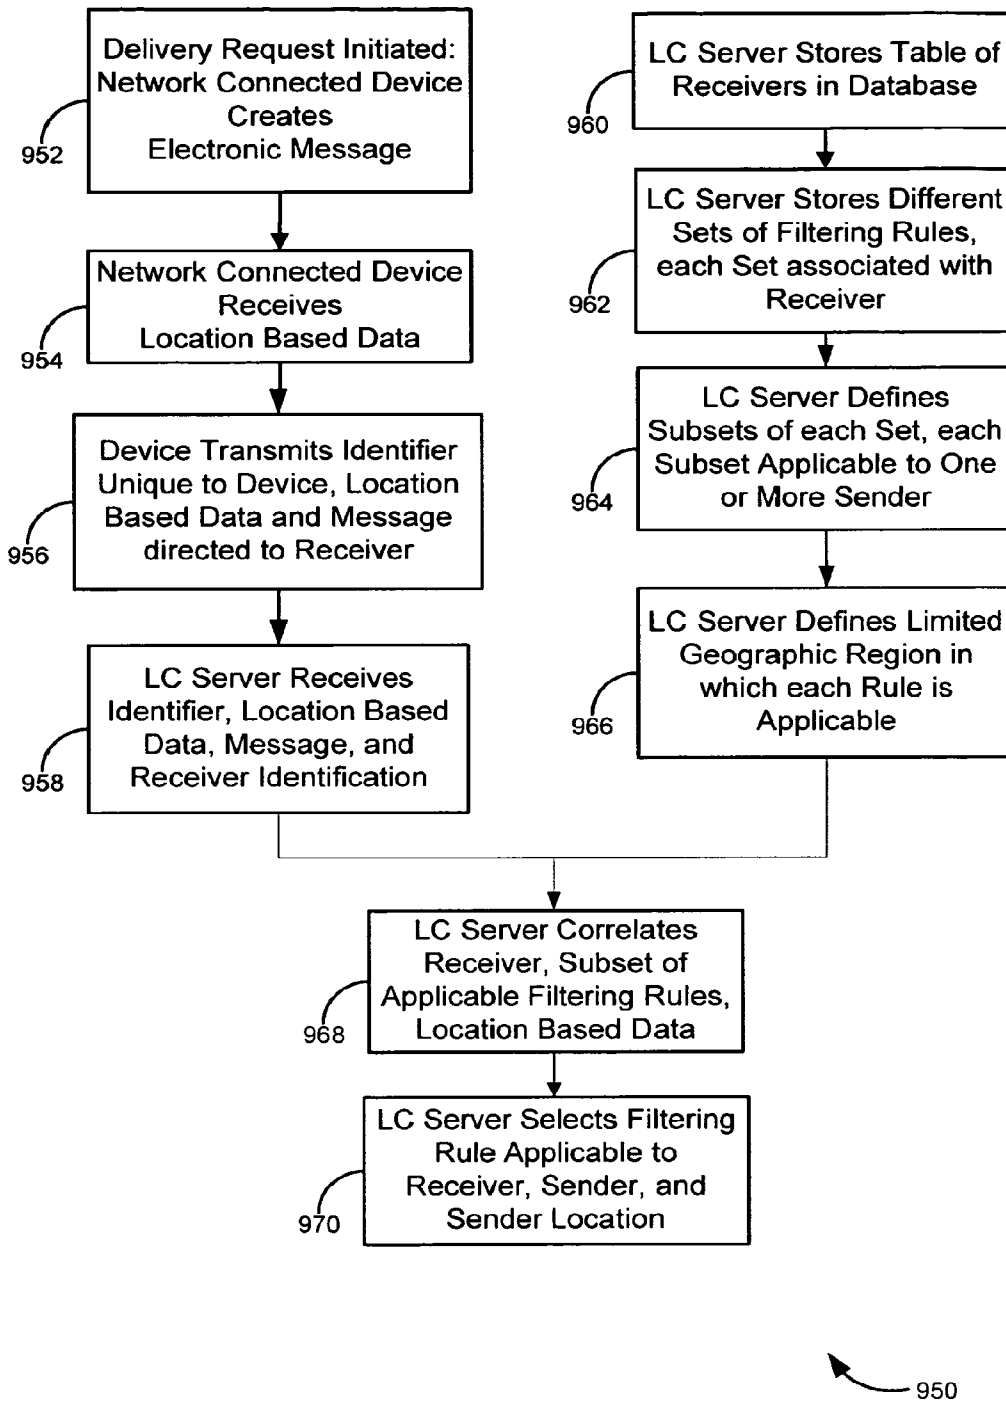 Delivery Request Initiated:
Network Connected Device
Creates
Electronic Message
952
Network Connected Device
Receives
Location Based Data
954
Device Transmits Identifier
Unique to Device, Location
Based Data and Message
directed to Receiver
956
LC Server Receives
Identifier, Location Based
Data, Message, and
Receiver Identification
958
LC Server Stores Table of
Receivers in Database
960
LC Server Stores Different
Sets of Filtering Rules,
each Set associated with
Receiver
962
LC Server Defines
Subsets of each Set, each
Subset Applicable to One
or More Sender
964
LC Server Defines Limited
Geographic Region in
which each Rule is
Applicable
966
LC Server Correlates
Receiver, Subset of
Applicable Filtering Rules,
Location Based Data
968
LC Server Selects Filtering
Rule Applicable to
Receiver, Sender, and
Sender Location
970
950